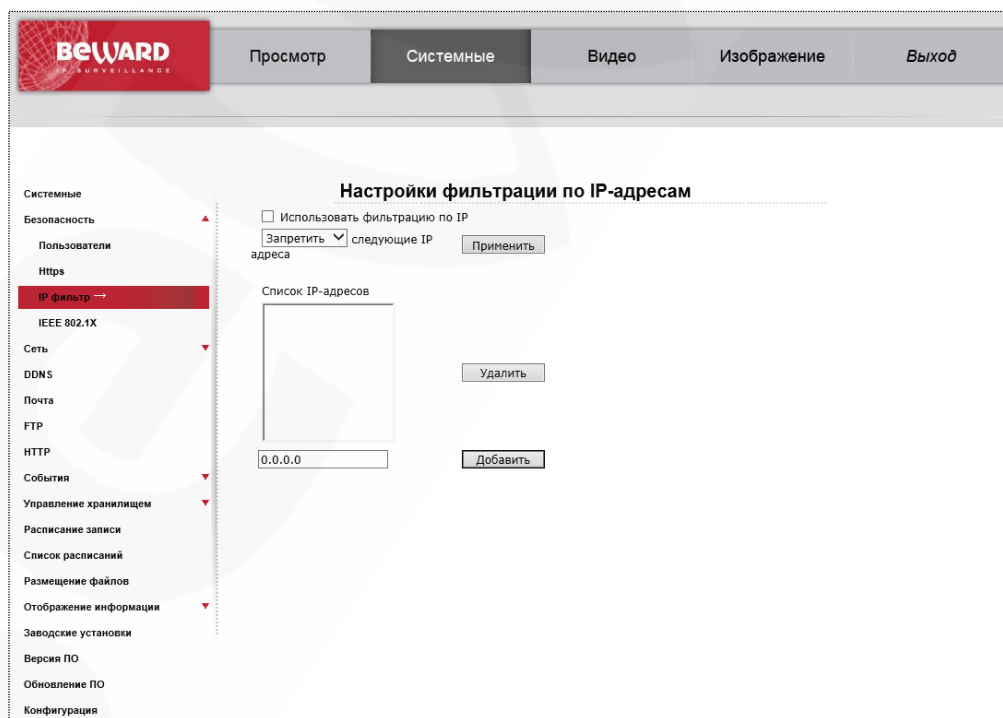 BEWARD
IP SURVEILLANCE
Просмотр
Системные
Видео
Изображение
Выход
Системные
Безопасность
Пользователи
Https
IP фильтр →
IEEE 802.1X
Сеть
DDNS
Почта
FTP
HTTP
События
Управление хранилищем
Расписание записи
Список расписаний
Размещение файлов
Отображение информации
Заводские установки
Версия ПО
Обновление ПО
Конфигурация
Настройки фильтрации по IP-адресам
Использовать фильтрацию по IP
Запретить следующие IP
адреса
Применить
Список IP-адресов
Удалить
0.0.0.0
Добавить